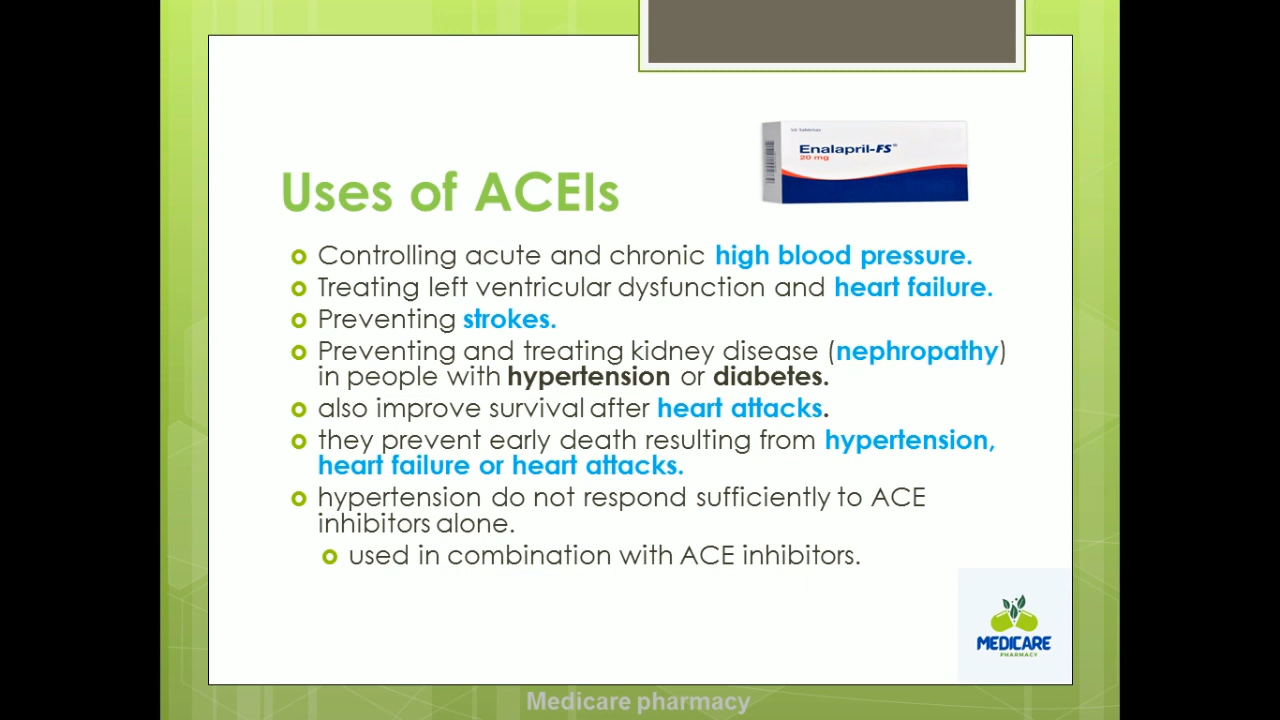 10 tabletas
Enalapril-FS
20 mg
Uses of ACEIs
Controlling acute and chronic high blood pressure.
Treating left ventricular dysfunction and heart failure.
Preventing strokes.
Preventing and treating kidney disease (nephropathy)
in people with hypertension or diabetes.
also improve survival after heart attacks.
they prevent early death resulting from hypertension,
heart failure or heart attacks.
hypertension do not respond sufficiently to ACE
inhibitors alone.
used in combination with ACE inhibitors.
MEDICARE
PHARMACY
Medicare pharmacy